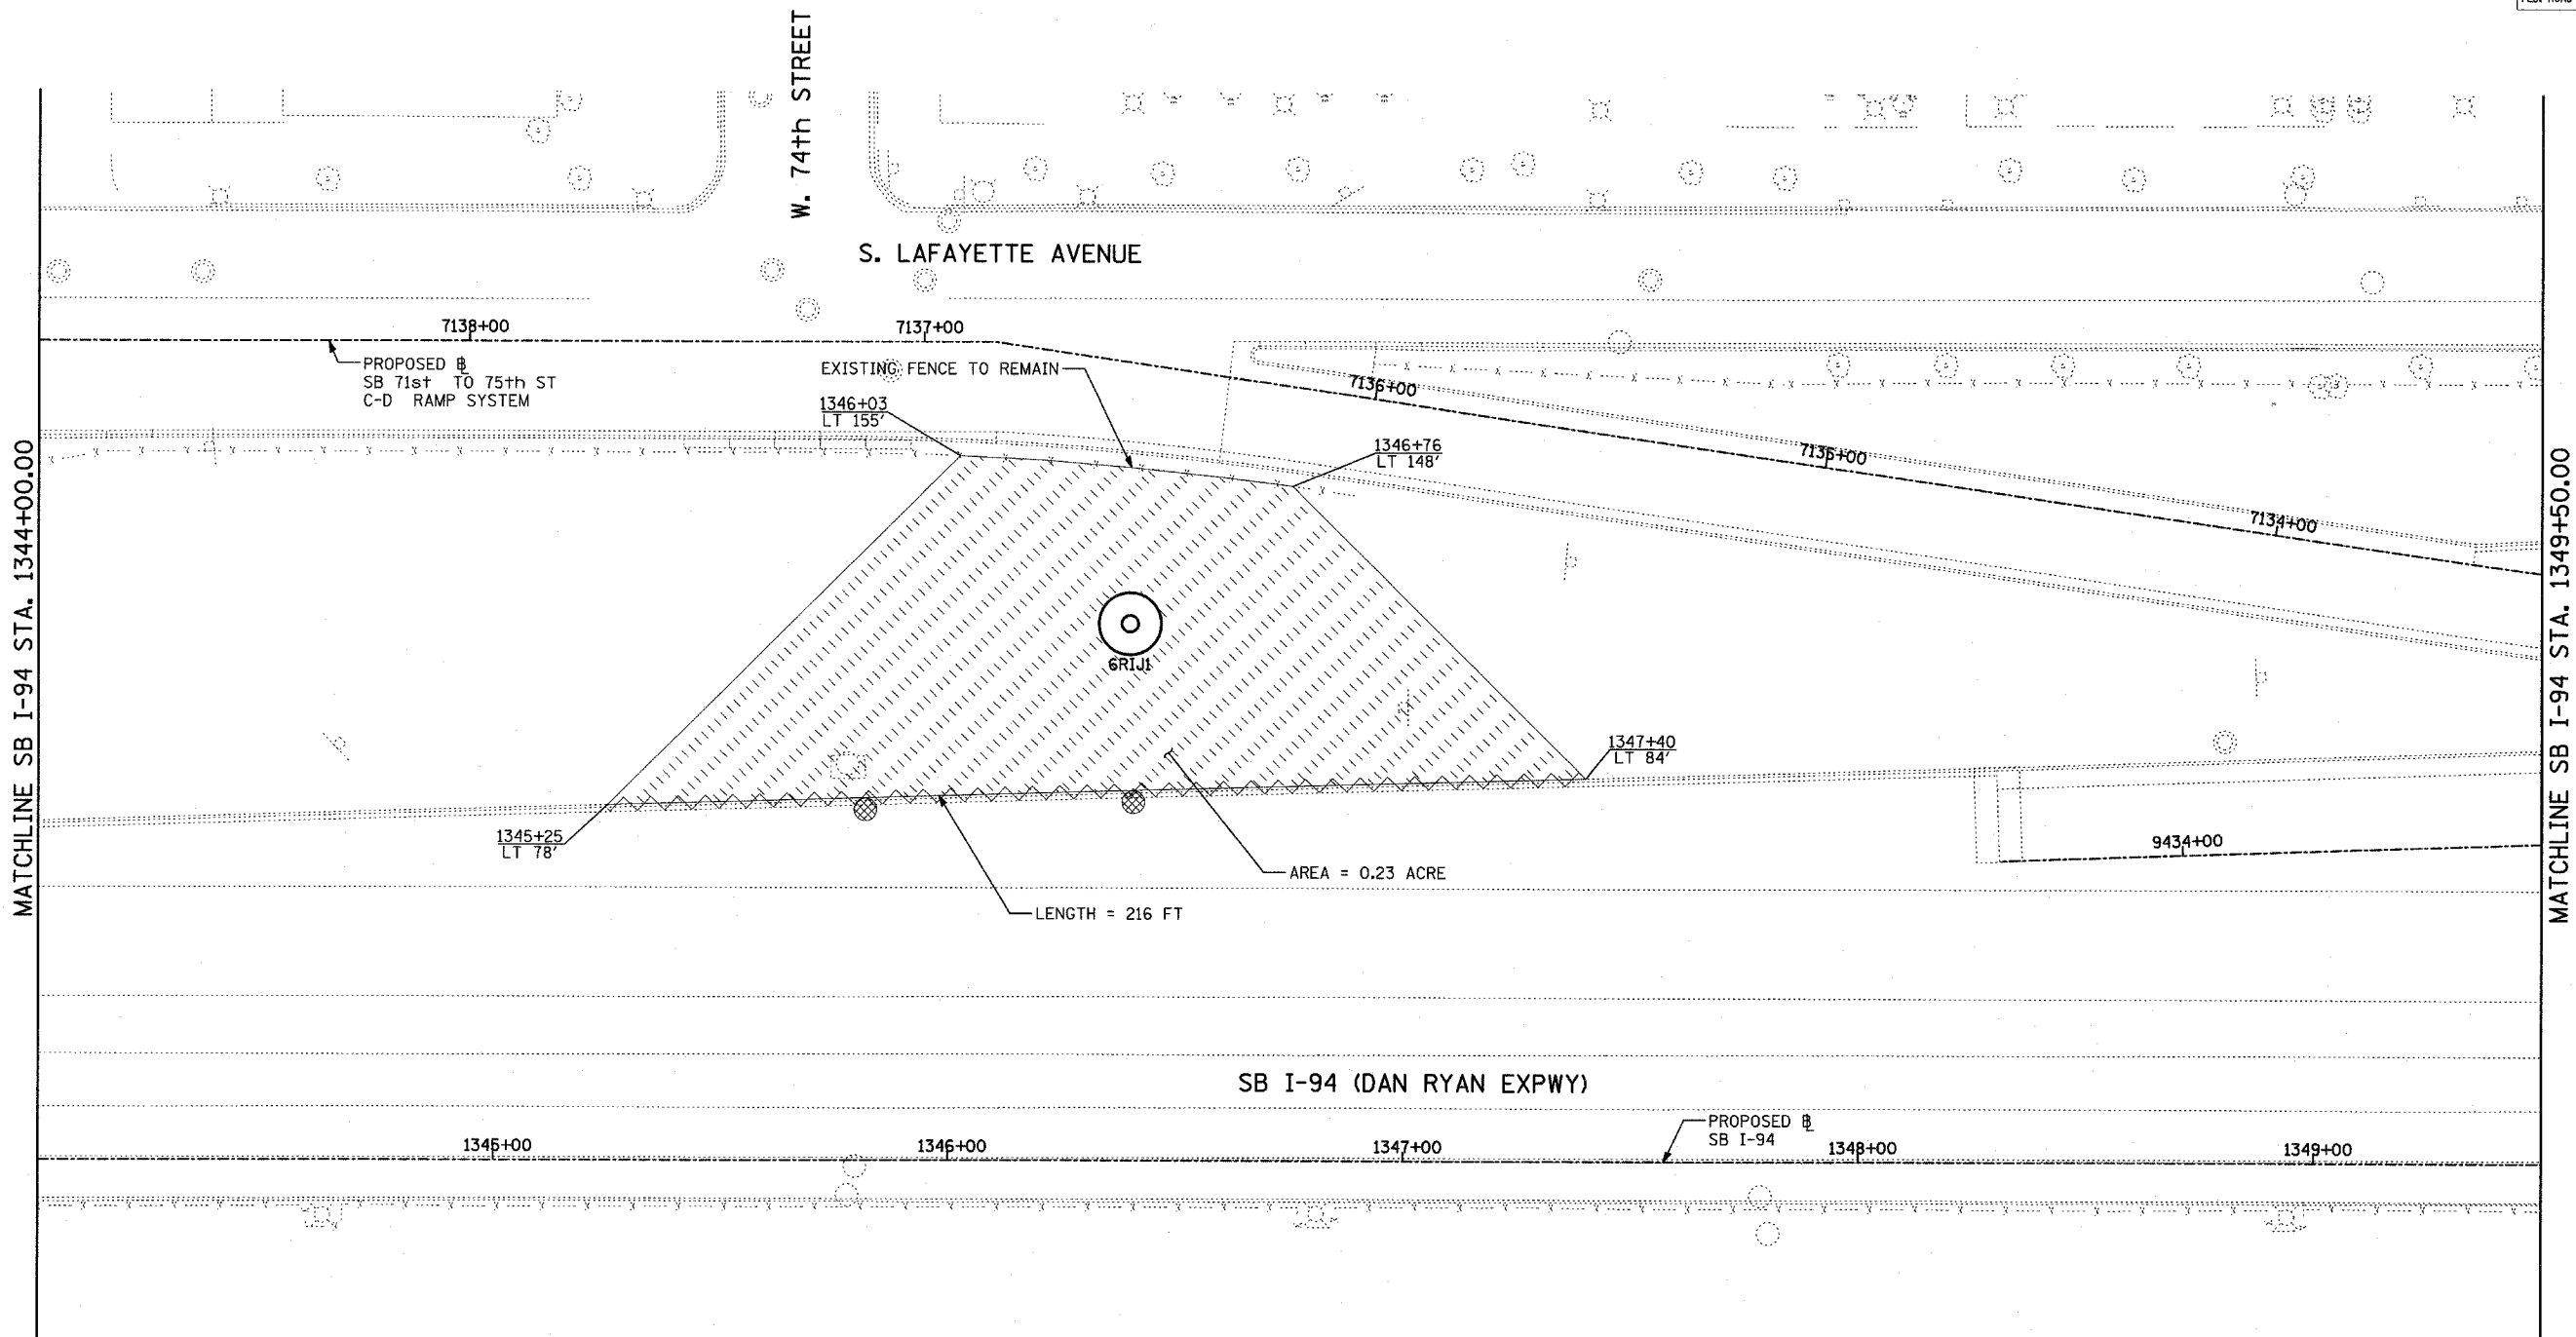 W. 74th STREET
S. LAFAYETTE AVENUE
7138+00
7137+00
PROPOSED BL
SB 71st TO 75th ST
C-D RAMP SYSTEM
EXISTING FENCE TO REMAIN
7136+00
1346+03
LT 155'
1346+76
LT 148'
7135+00
7134+00
MATCHLINE SB I-94 STA. 1344+00.00
MATCHLINE SB I-94 STA. 1349+50.00
6RIJ1
1347+40
LT 84'
1345+25
LT 78'
9434+00
AREA = 0.23 ACRE
LENGTH = 216 FT
SB I-94 (DAN RYAN EXPWY)
PROPOSED BL
SB I-94
1345+00
1346+00
1347+00
1348+00
1349+00